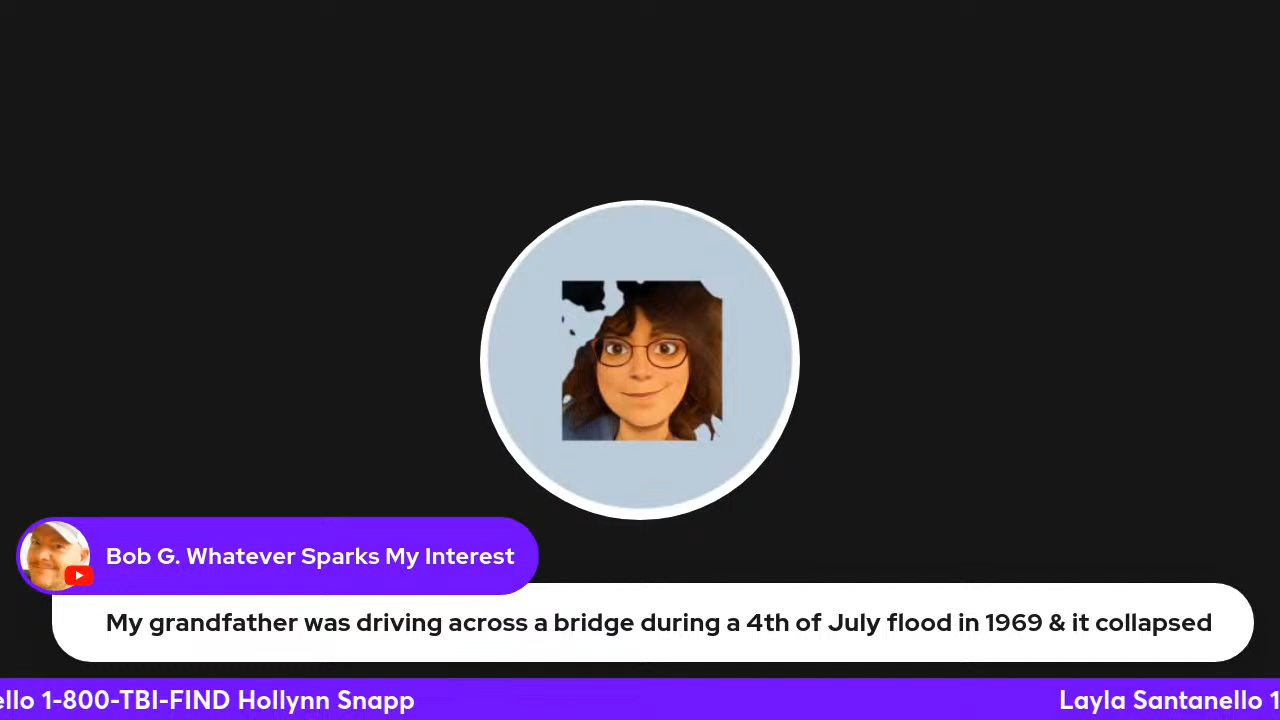 Bob G. Whatever Sparks My Interest
My grandfather was driving across a bridge during a 4th of July flood in 1969 & it collapsed
ello 1-800-TBI-FIND Hollynn Snapp Layla Santanello 1